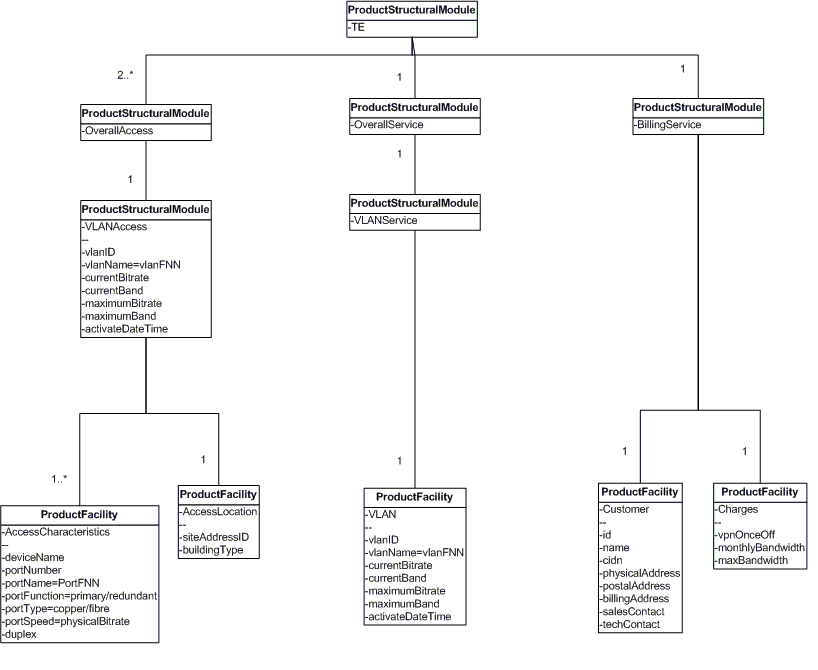 ProductStructuralModule
-TE
2..*
1
1
ProductStructuralModule
-OverallAccess
ProductStructuralModule
-OverallService
ProductStructuralModule
-BillingService
1
1
ProductStructuralModule
-VLANAccess
--
-vlanID
-vlanName=vlanFNN
-currentBitrate
-currentBand
-maximumBitrate
-maximumBand
-activateDateTime
ProductStructuralModule
-VLANService
1..*
1
1
1
1
ProductFacility
-AccessCharacteristics
--
-deviceName
-portNumber
-portName=PortFNN
-portFunction=primary/redundant
-portType=copper/fibre
-portSpeed=physicalBitrate
-duplex
ProductFacility
-AccessLocation
--
-siteAddressID
-buildingType
ProductFacility
-VLAN
--
-vlanID
-vlanName=vlanFNN
-currentBitrate
-currentBand
-maximumBitrate
-maximumBand
-activateDateTime
ProductFacility
-Customer
--
-id
-name
-cidn
-physicalAddress
-postalAddress
-billingAddress
-salesContact
-techContact
ProductFacility
-Charges
--
-vpnOnceOff
-monthlyBandwidth
-maxBandwidth